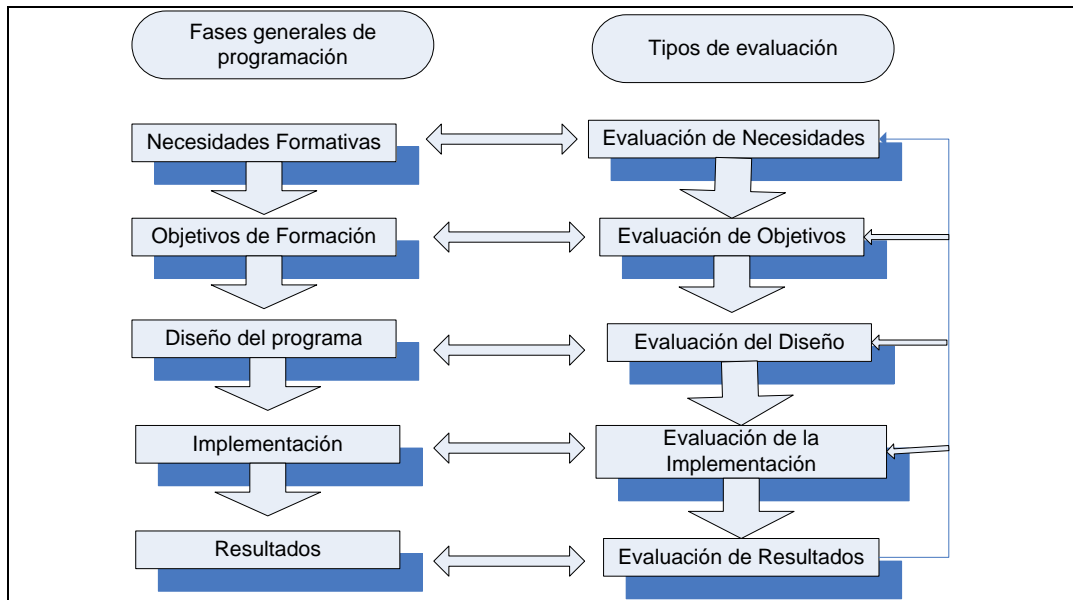 Fases generales de
programación
Tipos de evaluación
Necesidades Formativas
Evaluación de Necesidades
Objetivos de Formación
Evaluación de Objetivos
Diseño del programa
Evaluación del Diseño
Implementación
Evaluación de la
Implementación
Resultados
Evaluación de Resultados